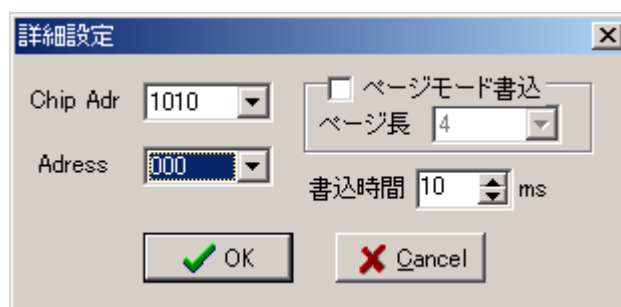 詳細設定
Chip Adr 1010
ページモード書込
ページ長 4
Adress 000
書込時間 10 ms
OK Cancel